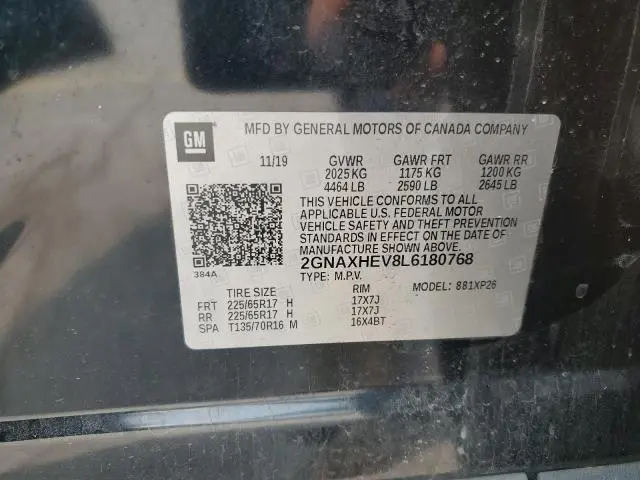 GM
MFD BY GENERAL MOTORS OF CANADA COMPANY
11/19 GVWR GAWR FRT GAWR RR
2025 KG 1175 KG 1200 KG
4464 LB 2590 LB 2645 LB
THIS VEHICLE CONFORMS TO ALL
APPLICABLE U.S. FEDERAL MOTOR
VEHICLE SAFETY AND THEFT PREVENTION
STANDARDS IN EFFECT ON THE DATE OF
MANUFACTURE SHOWN ABOVE.
384A 2GNAXHEV8L6180768
TYPE: M.P.V. MODEL: 881XP26
TIRE SIZE RIM
FRT 225/65R17 H 17X7J
RR 225/65R17 H 17X7J
SPA T135/70R16 M 16X4BT